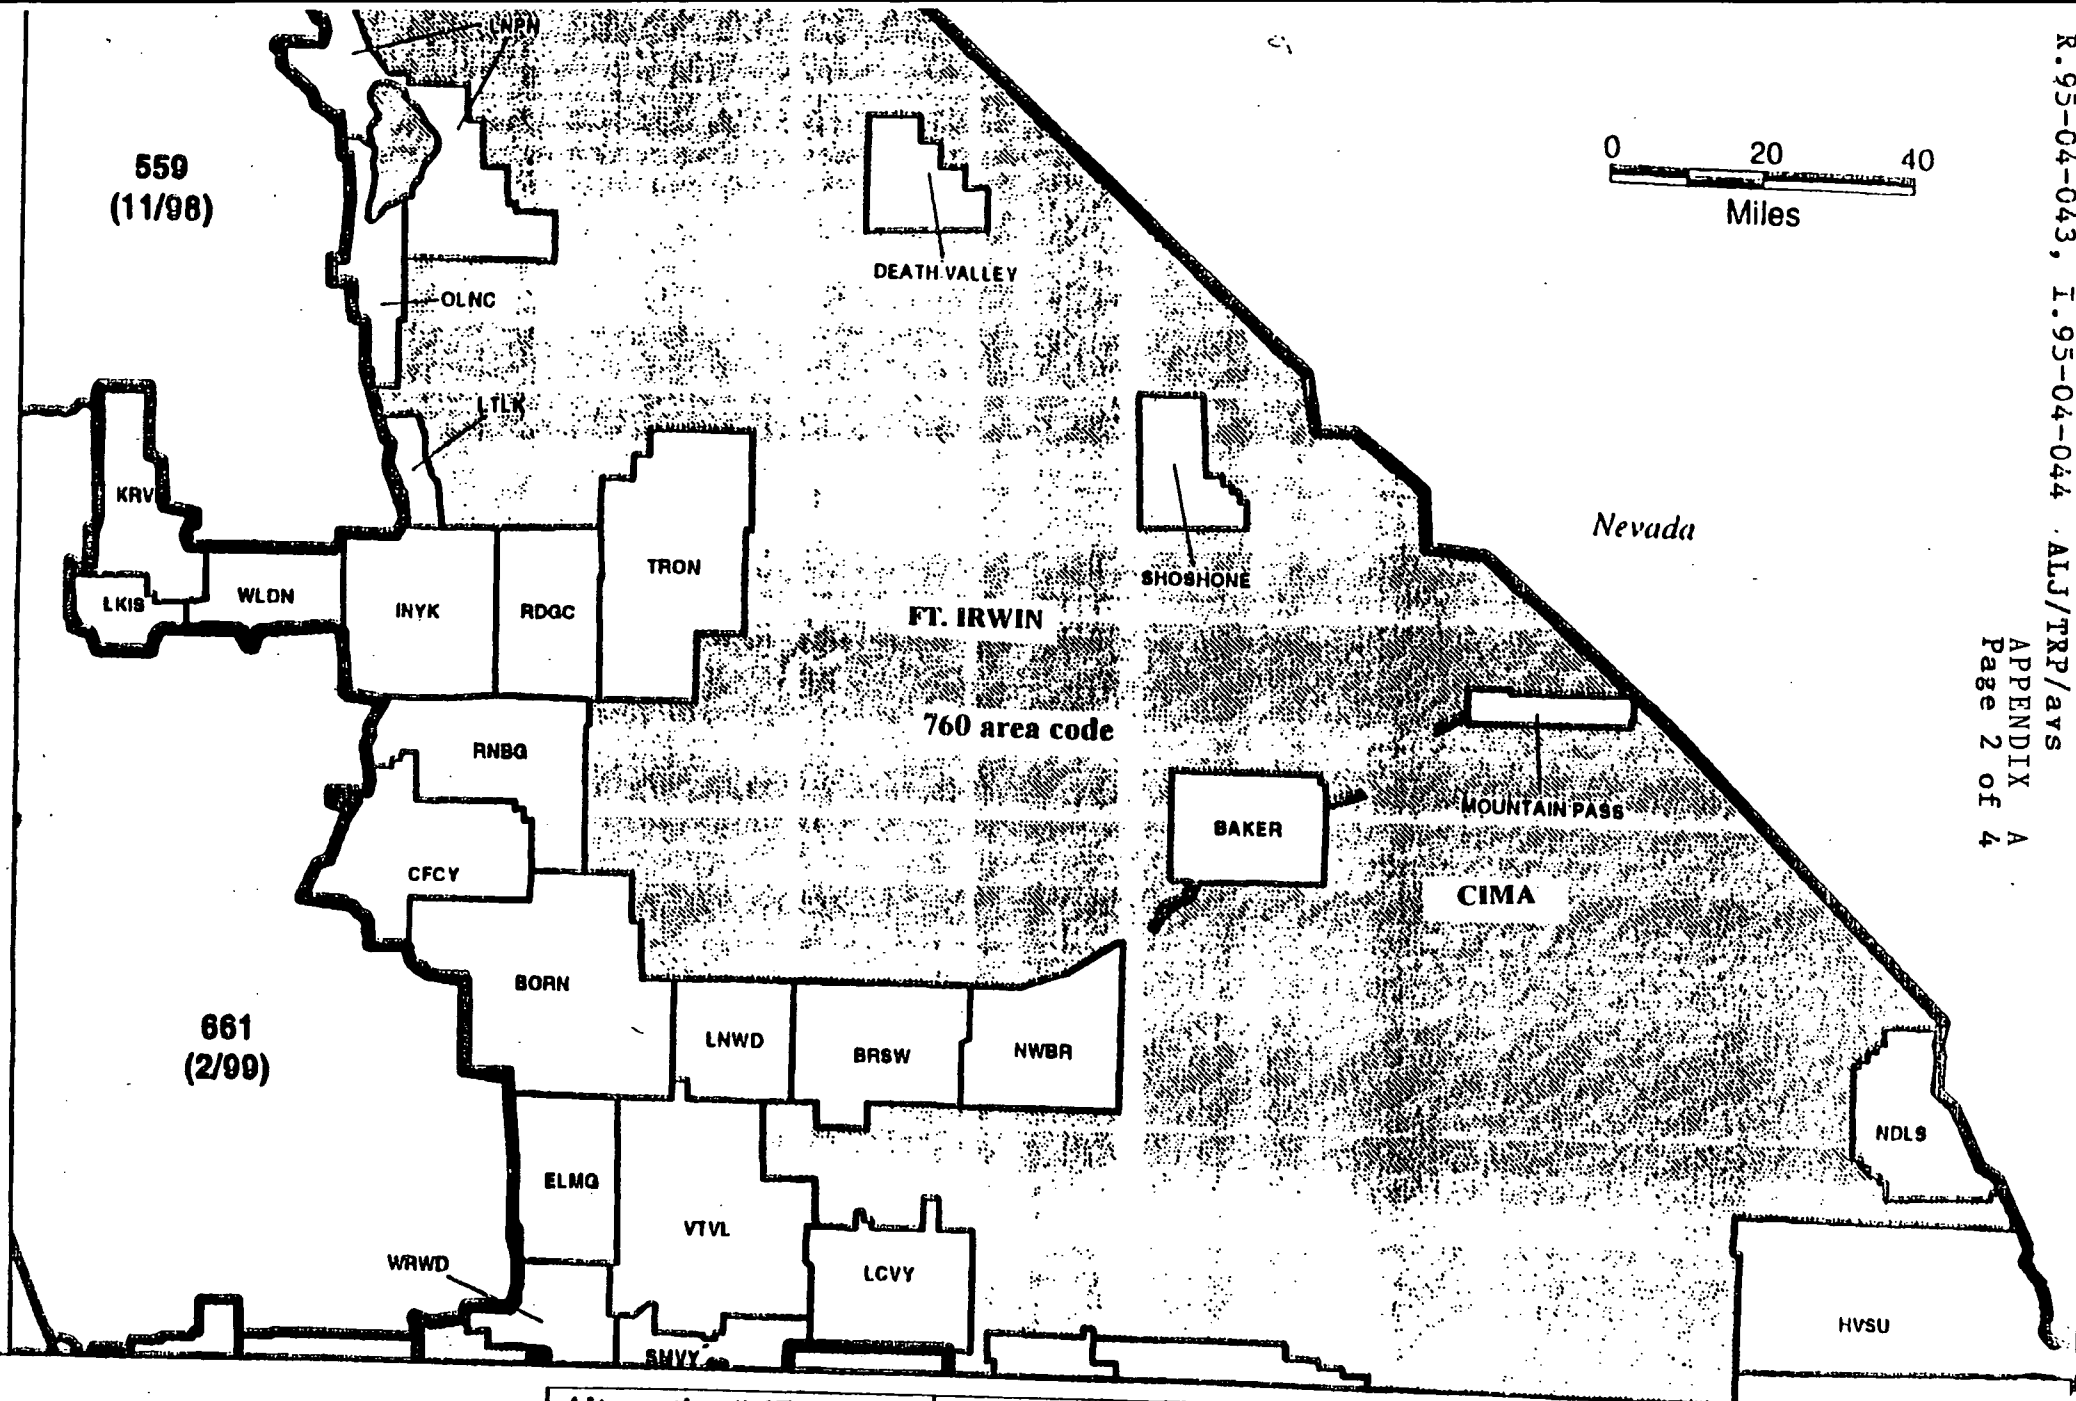 R.95-04-043, I.95-04-044 ALJ/TRP/avs
APPENDIX A
Page 2 of 4
0 20 40
Miles
LNPN
559
(11/98)
DEATH VALLEY
OLNC
LTLK
KRV
Nevada
TRON
SHOSHONE
LKIS
WLDN
INYK
RDGC
FT. IRWIN
760 area code
RNBG
MOUNTAIN PASS
BAKER
CFCY
CIMA
BORN
661
(2/99)
LNWD
BRSW
NWBR
NDLS
ELMG
VTVL
WRWD
LCVY
HVSU
SMVY